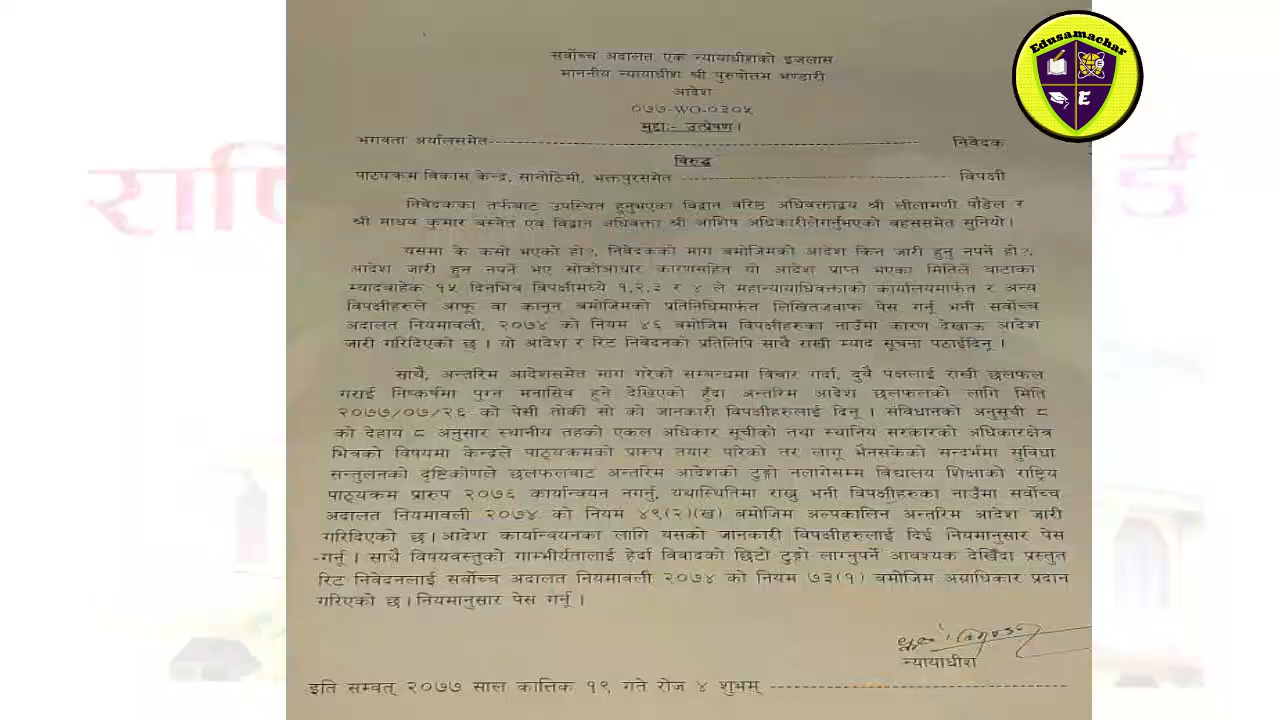 Edusamachar
E
सर्वोच्च अदालत एक न्यायाधीशको इजलास
माननीय न्यायाधीश श्री पुरुषोत्तम भण्डारी
आदेश
०७७-WO-०३०५
मुद्दाः- उत्प्रेषण।
भगवता अर्यालसमेत--- निवेदक
विरुद्ध
पाठ्यक्रम विकास केन्द्र, सानोठिमी, भक्तपुरसमेत --- विपक्षी
निवेदकका तर्फबाट उपस्थित हुनुभएका विद्वान वरिष्ठ अधिवक्ताद्वय श्री लीलामणी पौडेल र
श्री माधव कुमार बस्नेत एवं विद्वान अधिवक्ता श्री आशिष अधिकारीलेगर्नुभएको बहससमेत सुनियो।
यसमा के कसो भएको हो?, निवेदकको माग बमोजिमको आदेश किन जारी हुनु नपर्ने हो?,
आदेश जारी हुन नपर्ने भए सोकोआधार कारणसहित यो आदेश प्राप्त भएका मितिले वाटाका
म्यादवाहेक १५ दिनभित्र विपक्षीमध्ये १,२,३ र ४ ले महान्यायाधिवक्ताको कार्यालयमार्फत र अन्य
विपक्षीहरुले आफू वा कानून बमोजिमको प्रतिनिधिमार्फत लिखितजवाफ पेस गर्नू भनी सर्वोच्च
अदालत नियमावली, २०७४ को नियम ४६ बमोजिम विपक्षीहरुका नाउँमा कारण देखाऊ आदेश
जारी गरिदिएको छ । यो आदेश र रिट निवेदनको प्रतिलिपि साथै राखी म्याद सूचना पठाईदिनू ।
साथै, अन्तरिम आदेशसमेत माग गरेको सम्बन्धमा विचार गर्दा, दुवै पक्षलाई राखी छलफल
गराई निष्कर्षमा पुग्न मनासिव हुने देखिएको हुँदा अन्तरिम आदेश छलफलको लागि मिति
२०७७/०७/२६ को पेसी तोकी सो को जानकारी विपक्षीहरुलाई दिनू । संविधानको अनुसूची ८
को देहाय ८ अनुसार स्थानीय तहको एकल अधिकार सूचीको तथा स्थानिय सरकारको अधिकारक्षेत्र
भित्रको विषयमा केन्द्रले पाठ्यक्रमको प्रारुप तयार पारेको तर लागू भैनसकेको सन्दर्भमा सुविधा
सन्तुलनको दृष्टिकोणले छलफलबाट अन्तरिम आदेशको टुङ्गो नलागेसम्म विद्यालय शिक्षाको राष्ट्रिय
पाठ्यक्रम प्रारुप २०७६ कार्यान्वयन नगर्नु, यथास्थितिमा राख्नु भनी विपक्षीहरुका नाउँमा सर्वोच्च
अदालत नियमावली २०७४ को नियम ४९(२)(ख) बमोजिम अल्पकालिन अन्तरिम आदेश जारी
गरिदिएको छ। आदेश कार्यान्वयनका लागि यसको जानकारी विपक्षीहरुलाई दिई नियमानुसार पेस
-गर्नू । साथै विषयवस्तुको गाम्भीर्यतालाई हेर्दा विवादको छिटो टुङ्गो लाग्नुपर्ने आवश्यक देखिँदा प्रस्तुत
रिट निवेदनलाई सर्वोच्च अदालत नियमावली २०७४ को नियम ७३(१) बमोजिम अग्राधिकार प्रदान
गरिएको छ । नियमानुसार पेस गर्नू ।
न्यायाधीश
इति सम्वत् २०७७ साल कात्तिक १९ गते रोज ४ शुभम् ---